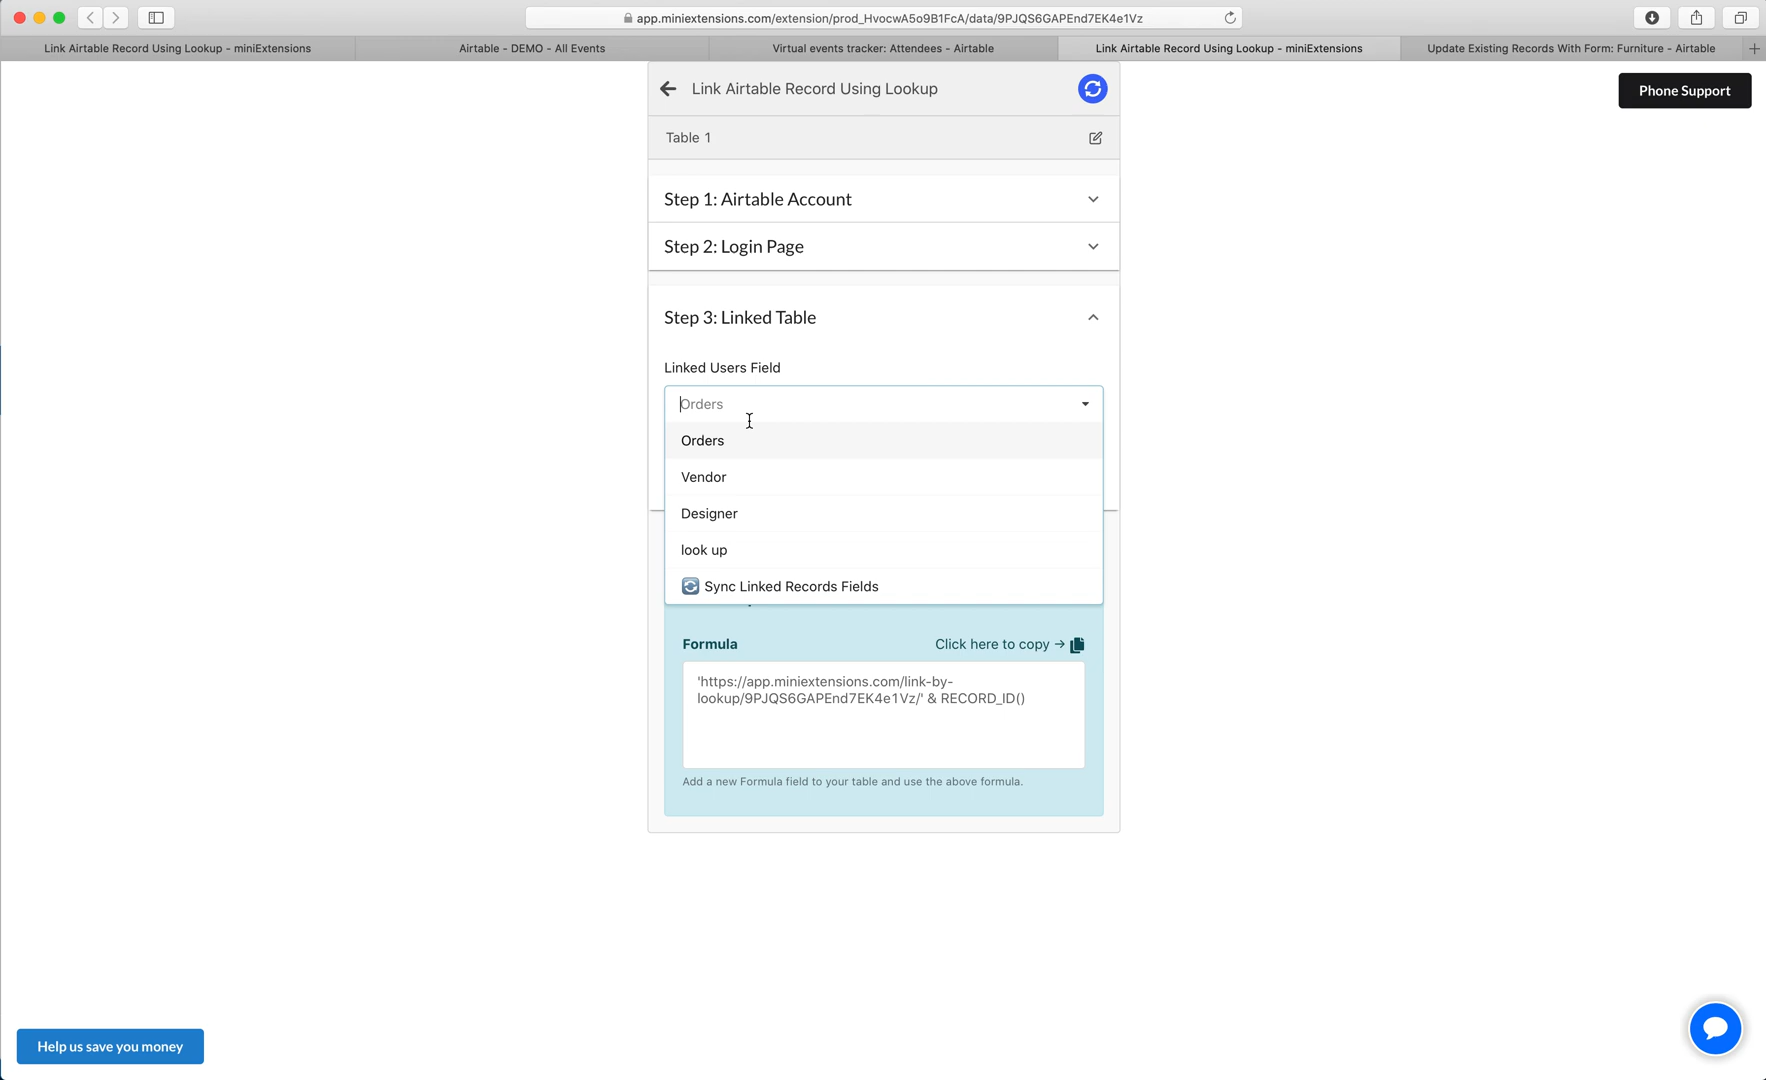 app.miniextensions.com/extension/prod_HvocwA5o9B1FcA/data/9PJQS6GAPEnd7EK4e1Vz
Link Airtable Record Using Lookup - miniExtensions
Airtable - DEMO - All Events
Virtual events tracker: Attendees - Airtable
Link Airtable Record Using Lookup - miniExtensions
Update Existing Records With Form: Furniture - Airtable
Link Airtable Record Using Lookup
Phone Support
Table 1
Step 1: Airtable Account
Step 2: Login Page
Step 3: Linked Table
Linked Users Field
Orders
Orders
Vendor
Designer
look up
Sync Linked Records Fields
Formula
Click here to copy →
'https://app.miniextensions.com/link-by-
lookup/9PJQS6GAPEnd7EK4e1Vz/' & RECORD_ID()
Add a new Formula field to your table and use the above formula.
Help us save you money